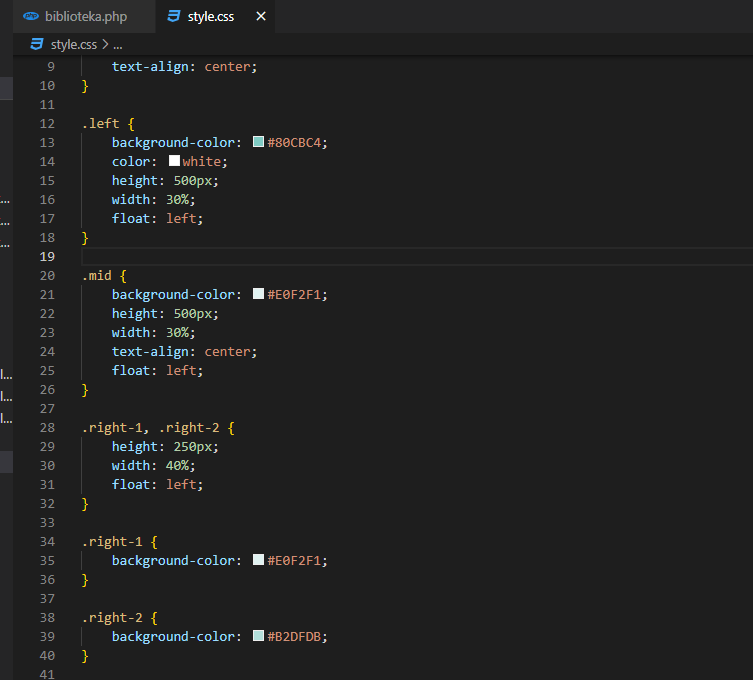 biblioteka.php style.css
style.css > ...
9 text-align: center;
10 }
11
12 .left {
13 background-color: #80CBC4;
14 color: white;
15 height: 500px;
16 width: 30%;
17 float: left;
18 }
19
20 .mid {
21 background-color: #E0F2F1;
22 height: 500px;
23 width: 30%;
24 text-align: center;
25 float: left;
26 }
27
28 .right-1, .right-2 {
29 height: 250px;
30 width: 40%;
31 float: left;
32 }
33
34 .right-1 {
35 background-color: #E0F2F1;
36 }
37
38 .right-2 {
39 background-color: #B2DFDB;
40 }
41